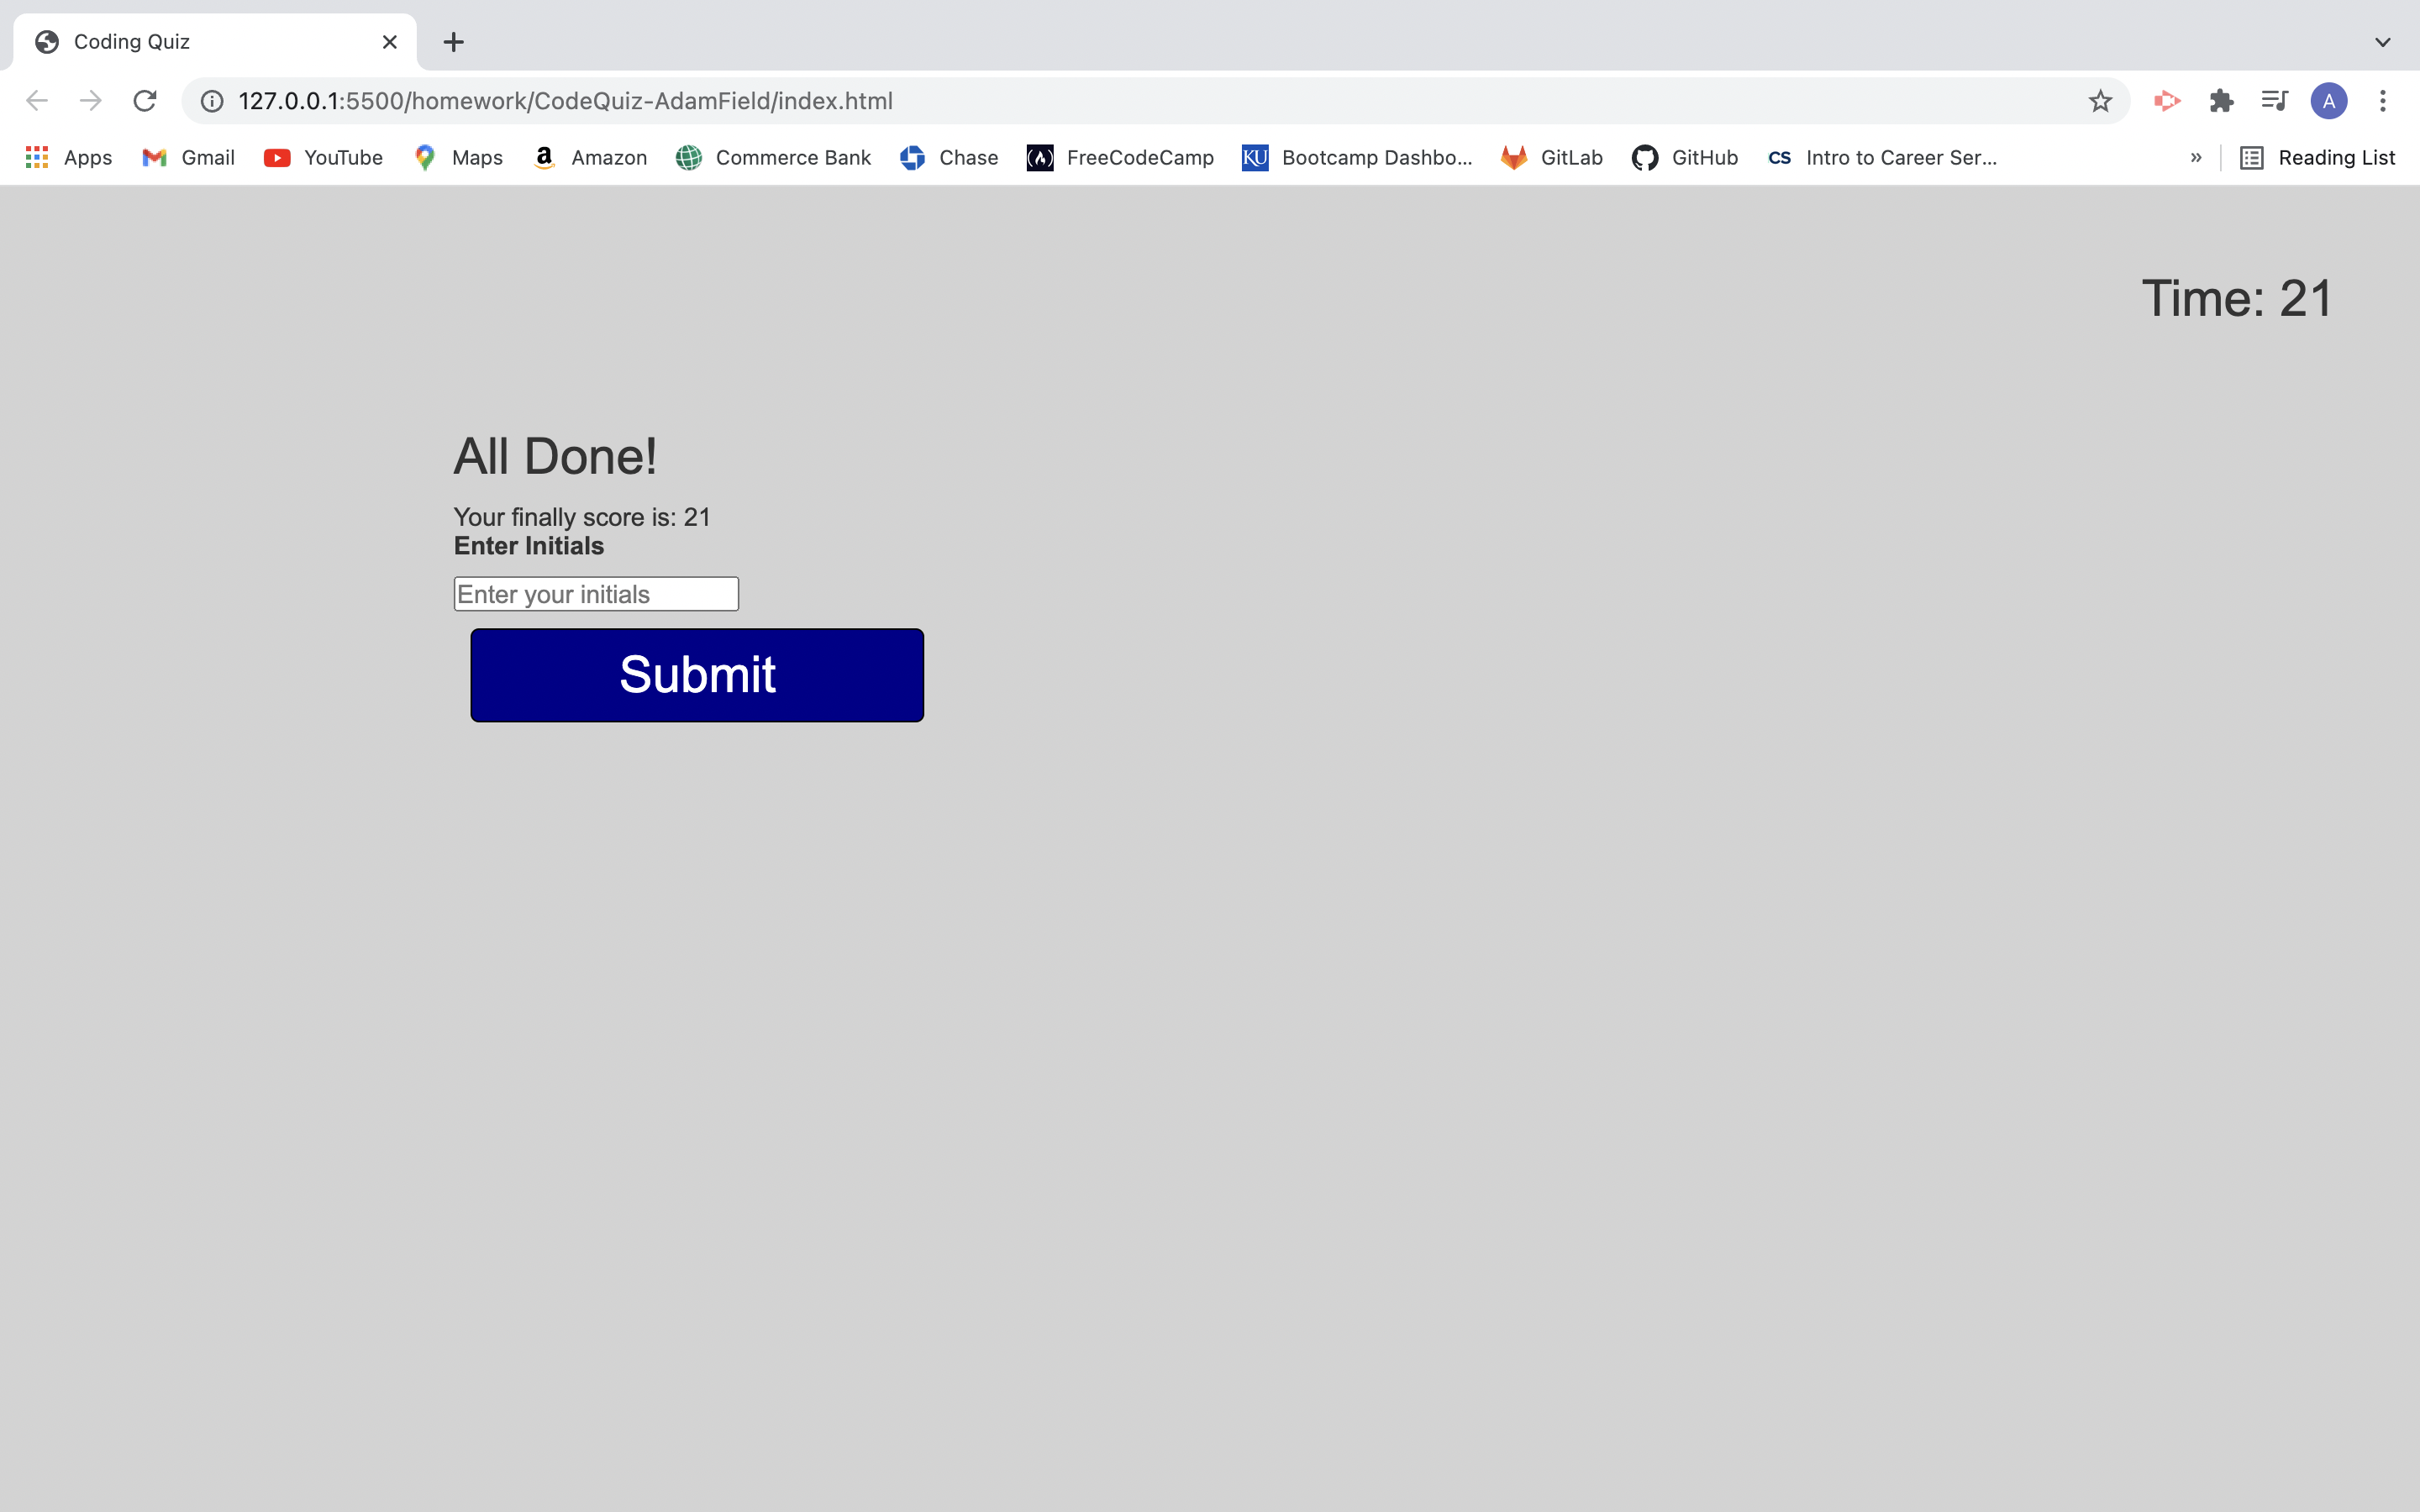 Coding Quiz
127.0.0.1:5500/homework/CodeQuiz-AdamField/index.html
A
Apps Gmail YouTube Maps a Amazon Commerce Bank Chase FreeCodeCamp KU Bootcamp Dashbo... GitLab GitHub CS Intro to Career Ser... » Reading List
Time: 21
All Done!
Your finally score is: 21
Enter Initials
Enter your initials
Submit